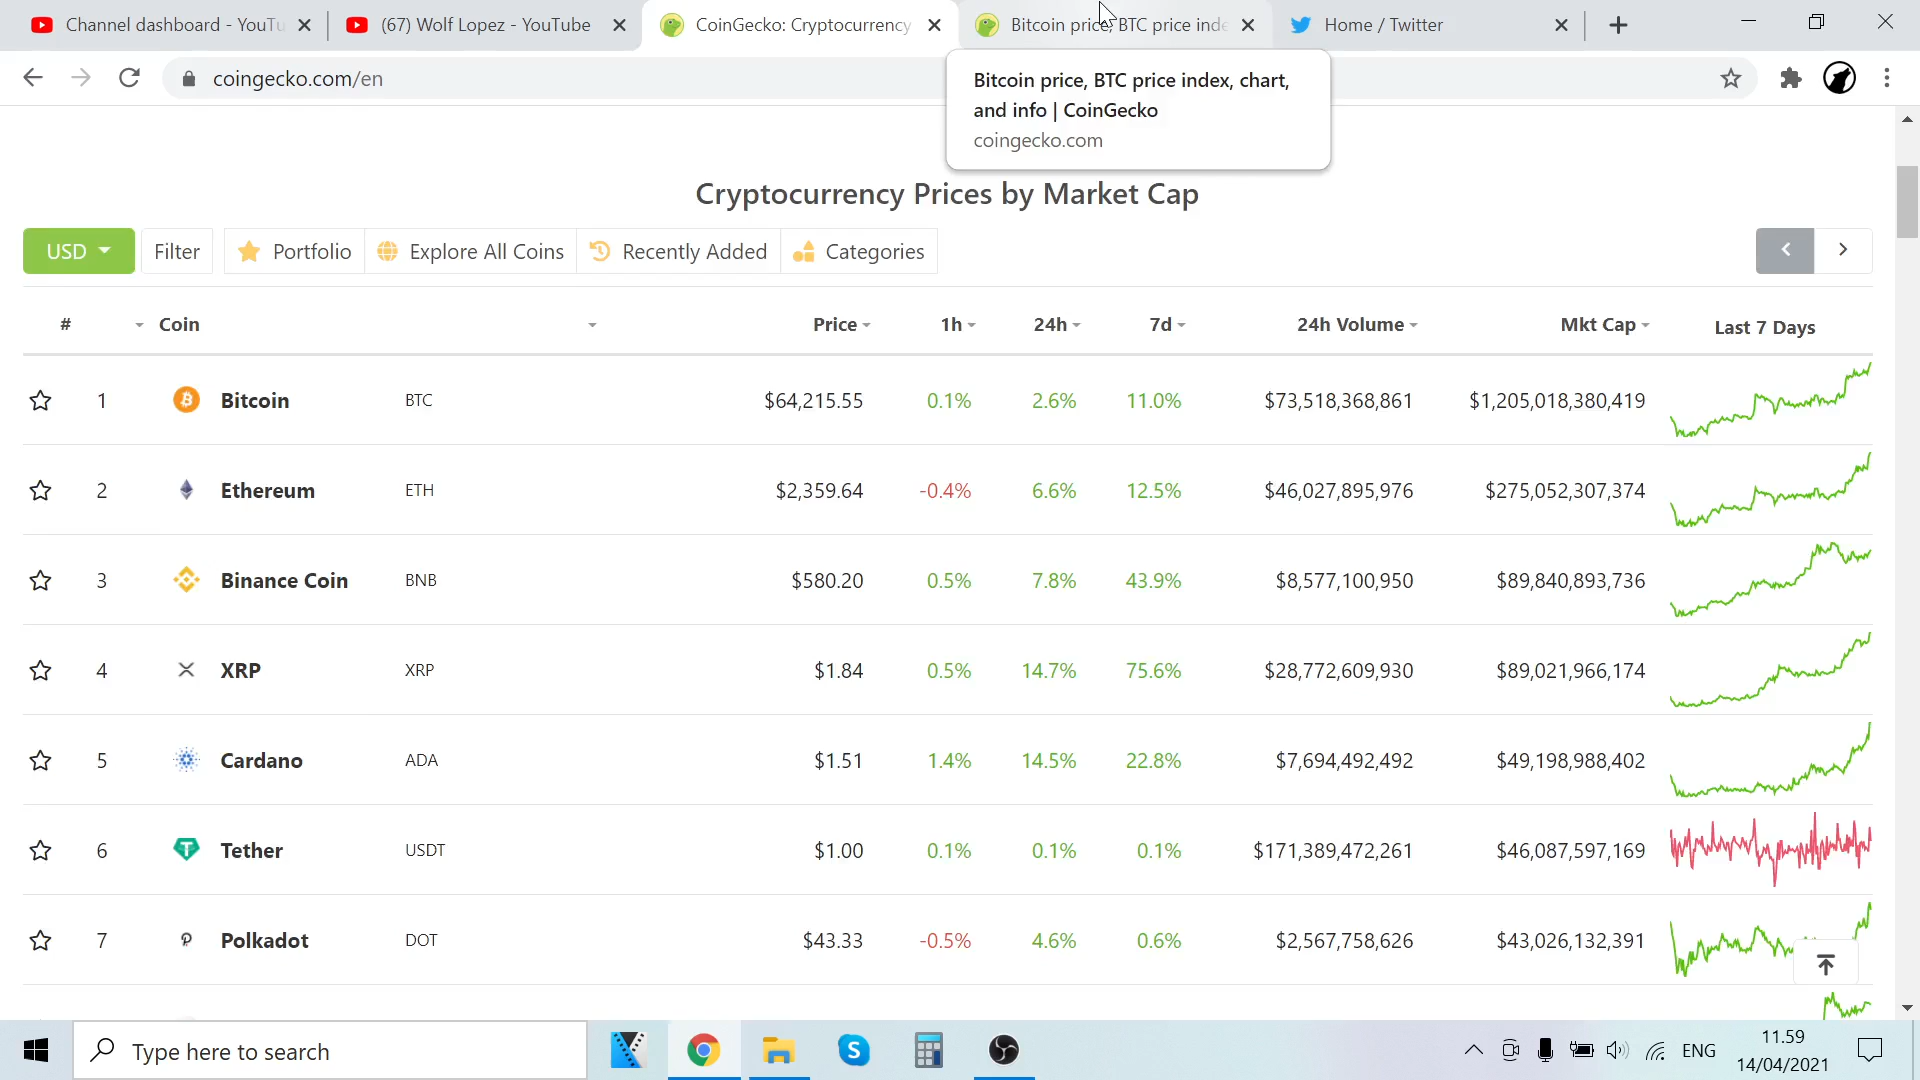 Channel dashboard - YouTu
(67) Wolf Lopez - YouTube
CoinGecko: Cryptocurrency
Bitcoin price, BTC price inde
Home / Twitter
coingecko.com/en
Bitcoin price, BTC price index, chart,
and info | CoinGecko
coingecko.com
Cryptocurrency Prices by Market Cap
USD Filter Portfolio Explore All Coins Recently Added Categories
# Coin Price 1h 24h 7d 24h Volume Mkt Cap Last 7 Days
1 Bitcoin BTC $64,215.55 0.1% 2.6% 11.0% $73,518,368,861 $1,205,018,380,419
2 Ethereum ETH $2,359.64 -0.4% 6.6% 12.5% $46,027,895,976 $275,052,307,374
3 Binance Coin BNB $580.20 0.5% 7.8% 43.9% $8,577,100,950 $89,840,893,736
4 XRP XRP $1.84 0.5% 14.7% 75.6% $28,772,609,930 $89,021,966,174
5 Cardano ADA $1.51 1.4% 14.5% 22.8% $7,694,492,492 $49,198,988,402
6 Tether USDT $1.00 0.1% 0.1% 0.1% $171,389,472,261 $46,087,597,169
7 Polkadot DOT $43.33 -0.5% 4.6% 0.6% $2,567,758,626 $43,026,132,391
Type here to search
ENG
11.59
14/04/2021